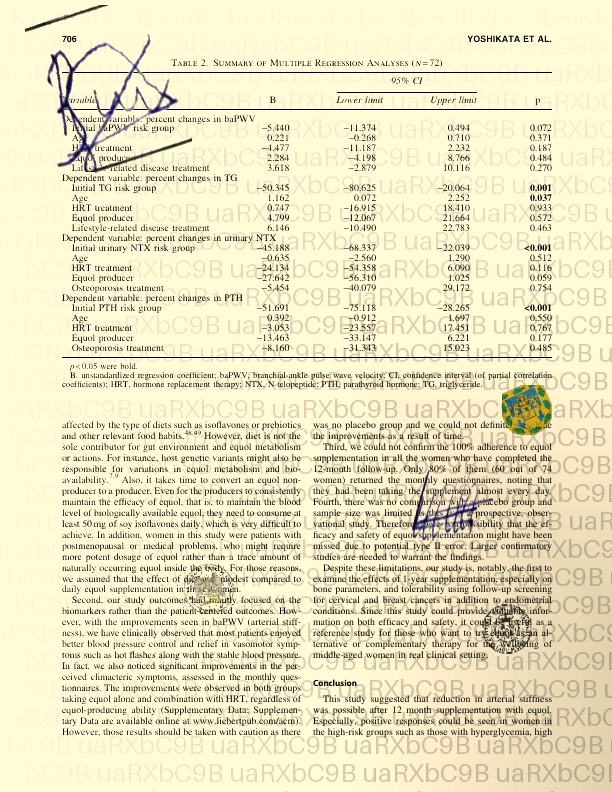 706
YOSHIKATA ET AL.
TABLE 2. SUMMARY OF MULTIPLE REGRESSION ANALYSES (n=72)
95% CI
Variable B Lower limit Upper limit p
Dependent variable: percent changes in baPWV
Initial baPWV risk group −5.440 −11.374 0.494 0.072
Age 0.221 −0.268 0.710 0.371
HRT treatment −4.477 −11.187 2.232 0.187
Equol producer 2.284 −4.198 8.766 0.484
Lifestyle-related disease treatment 3.618 −2.879 10.116 0.270
Dependent variable: percent changes in TG
Initial TG risk group −50.345 −80.625 −20.064 0.001
Age 1.162 0.072 2.252 0.037
HRT treatment 0.747 −16.915 18.410 0.933
Equol producer 4.799 −12.067 21.664 0.572
Lifestyle-related disease treatment 6.146 −10.490 22.783 0.463
Dependent variable: percent changes in urinary NTX
Initial urinary NTX risk group −45.188 −68.337 −22.039 <0.001
Age −0.635 −2.560 1.290 0.512
HRT treatment −24.134 −54.358 6.090 0.116
Equol producer −27.642 −56.310 1.025 0.059
Osteoporosis treatment −5.454 −40.079 29.172 0.754
Dependent variable: percent changes in PTH
Initial PTH risk group −51.691 −75.118 −28.265 <0.001
Age 0.392 −0.912 1.697 0.550
HRT treatment −3.053 −23.557 17.451 0.767
Equol producer −13.463 −33.147 6.221 0.177
Osteoporosis treatment −8.160 −31.343 15.023 0.485
p<0.05 were bold.
B, unstandardized regression coefficient; baPWV, branchial-ankle pulse wave velocity; CI, confidence interval (of partial correlation
coefficients); HRT, hormone replacement therapy; NTX, N-telopeptide; PTH, parathyroid hormone; TG, triglyceride.
affected by the type of diets such as isoflavones or prebiotics
and other relevant food habits.48,49 However, diet is not the
sole contributor for gut environment and equol metabolism
or actions. For instance, host genetic variants might also be
responsible for variations in equol metabolism and bio-
availability.7,9 Also, it takes time to convert an equol non-
producer to a producer. Even for the producers to consistently
maintain the efficacy of equol, that is, to maintain the blood
level of biologically available equol, they need to consume at
least 50 mg of soy isoflavones daily, which is very difficult to
achieve. In addition, women in this study were patients with
postmenopausal or medical problems, who might require
more potent dosage of equol rather than a trace amount of
naturally occurring equol inside the body. For those reasons,
we assumed that the effect of diet was modest compared to
daily equol supplementation in these women.
Second, our study outcomes had mainly focused on the
biomarkers rather than the patient-centered outcomes. How-
ever, with the improvements seen in baPWV (arterial stiff-
ness), we have clinically observed that most patients enjoyed
better blood pressure control and relief in vasomotor symp-
toms such as hot flashes along with the stable blood pressure.
In fact, we also noticed significant improvements in the per-
ceived climacteric symptoms, assessed in the monthly ques-
tionnaires. The improvements were observed in both groups
taking equol alone and combination with HRT, regardless of
equol-producing ability (Supplementary Data; Supplemen-
tary Data are available online at www.liebertpub.com/acm).
However, those results should be taken with caution as there
was no placebo group and we could not definitely
the improvements as a result of time.
Third, we could not confirm the 100% adherence to equol
supplementation in all the women who have completed the
12-month follow-up. Only 80% of them (60 out of 74
women) returned the monthly questionnaires, noting that
they had been taking the supplement almost every day.
Fourth, there was no comparison with placebo group and
sample size was limited as prospective obser-
vational study. Therefore, there is a possibility that the ef-
ficacy and safety of equol supplementation might have been
missed due to potential type II error. Larger confirmatory
studies are needed to warrant the findings.
Despite these limitations, our study is, notably, the first to
examine the effects of 1-year supplementation, especially on
bone parameters, and tolerability using follow-up screening
for cervical and breast cancers in addition to endometrial
conditions. Since this study could provide valuable infor-
mation on both efficacy and safety, it could be useful as a
reference study for those who want to try equol as an al-
ternative or complementary therapy for the wellbeing of
middle-aged women in real clinical setting.
Conclusion
This study suggested that reduction in arterial stiffness
was possible after 12 month supplementation with equol.
Especially, positive responses could be seen in women in
the high-risk groups such as those with hyperglycemia, high